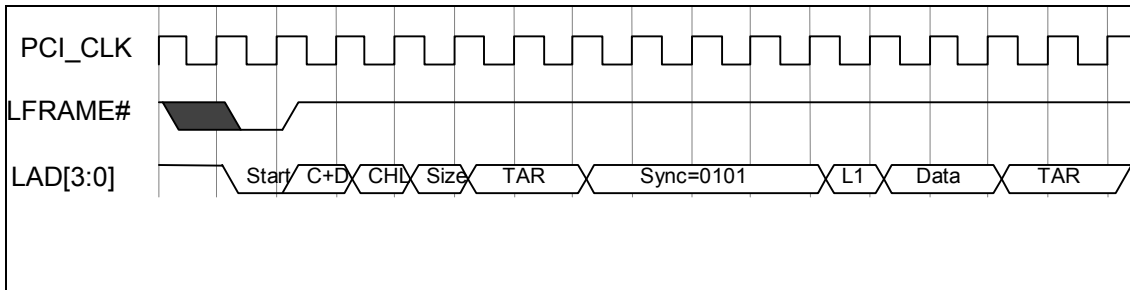 PCI_CLK
LFRAME#
LAD[3:0] Start C+D CHL Size TAR Sync=0101 L1 Data TAR